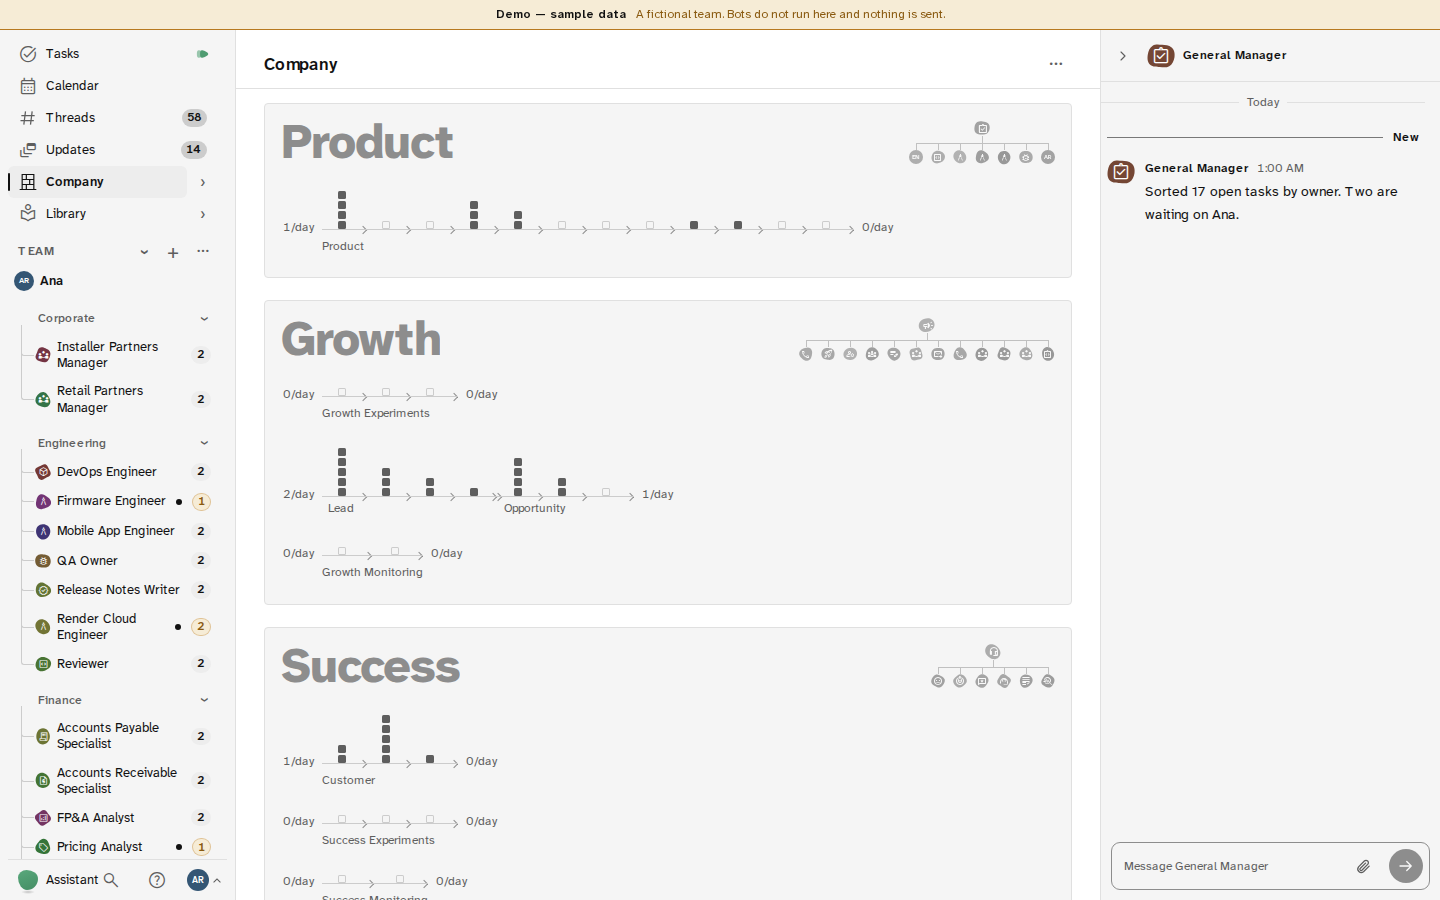 Demo — sample data A fictional team. Bots do not run here and nothing is sent.
Tasks
Calendar
Threads 58
Updates 14
Company
Library
TEAM
AR Ana
Corporate
Installer Partners
Manager
2
Retail Partners
Manager
2
Engineering
DevOps Engineer 2
Firmware Engineer 1
Mobile App Engineer 2
QA Owner 2
Release Notes Writer 2
Render Cloud
Engineer
2
Reviewer 2
Finance
Accounts Payable
Specialist
2
Accounts Receivable
Specialist
2
FP&A Analyst 2
Pricing Analyst 1
Assistant
AR
Company
Product
EN
AR
1/day 0/day
Product
Growth
0/day 0/day
Growth Experiments
2/day 1/day
Lead Opportunity
0/day 0/day
Growth Monitoring
Success
1/day 0/day
Customer
0/day 0/day
Success Experiments
0/day 0/day
Success Monitoring
General Manager
Today
New
General Manager 1:00 AM
Sorted 17 open tasks by owner. Two are
waiting on Ana.
Message General Manager